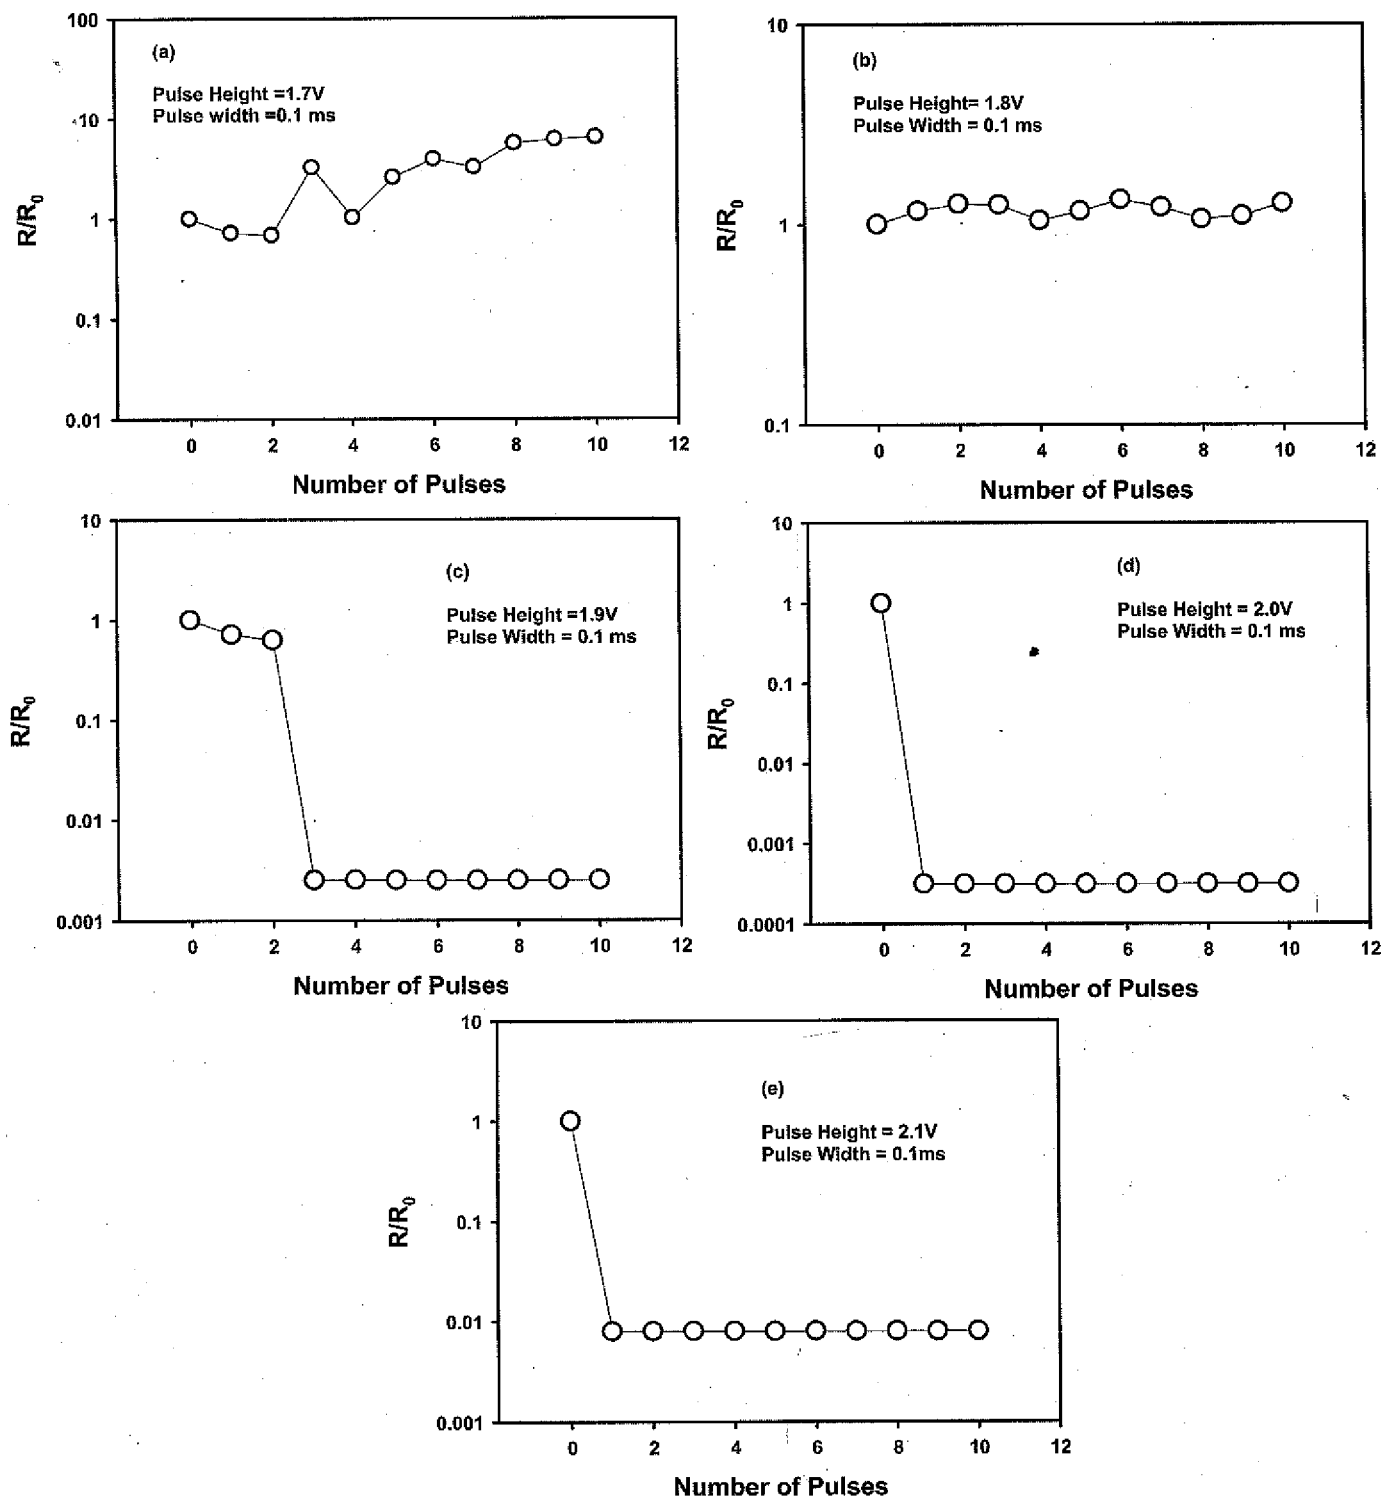 (a)
Pulse Height =1.7V
Pulse width =0.1 ms
100
10
1
0.1
0.01
R/R0
0 2 4 6 8 10 12
Number of Pulses
(b)
Pulse Height= 1.8V
Pulse Width = 0.1 ms
10
1
0.1
R/R0
0 2 4 6 8 10 12
Number of Pulses
(c)
Pulse Height =1.9V
Pulse Width = 0.1 ms
10
1
0.1
0.01
0.001
R/R0
0 2 4 6 8 10 12
Number of Pulses
(d)
Pulse Height = 2.0V
Pulse Width = 0.1 ms
10
1
0.1
0.01
0.001
0.0001
R/R0
0 2 4 6 8 10 12
Number of Pulses
(e)
Pulse Height = 2.1V
Pulse Width = 0.1ms
10
1
0.1
0.01
0.001
R/R0
0 2 4 6 8 10 12
Number of Pulses